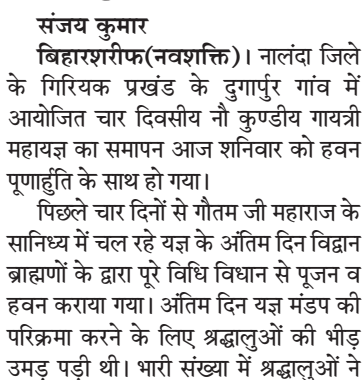 संजय कुमार
बिहारशरीफ(नवशक्ति)। नालंदा जिले
के गिरियक प्रखंड के दुगार्पुर गांव में
आयोजित चार दिवसीय नौ कुण्डीय गायत्री
महायज्ञ का समापन आज शनिवार को हवन
पूणार्हुति के साथ हो गया।
पिछले चार दिनों से गौतम जी महाराज के
सानिध्य में चल रहे यज्ञ के अंतिम दिन विद्वान
ब्राह्मणों के द्वारा पूरे विधि विधान से पूजन व
हवन कराया गया। अंतिम दिन यज्ञ मंडप की
परिक्रमा करने के लिए श्रद्धालुओं की भीड़
उमड़ पड़ी थी। भारी संख्या में श्रद्धालुओं ने